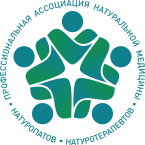 ПРОФЕССИОНАЛЬНАЯ АССОЦИАЦИЯ НАТУРАЛЬНОЙ МЕДИЦИНЫ
• НАТУРОПАТОВ • НАТУРОТЕРАПЕВТОВ •